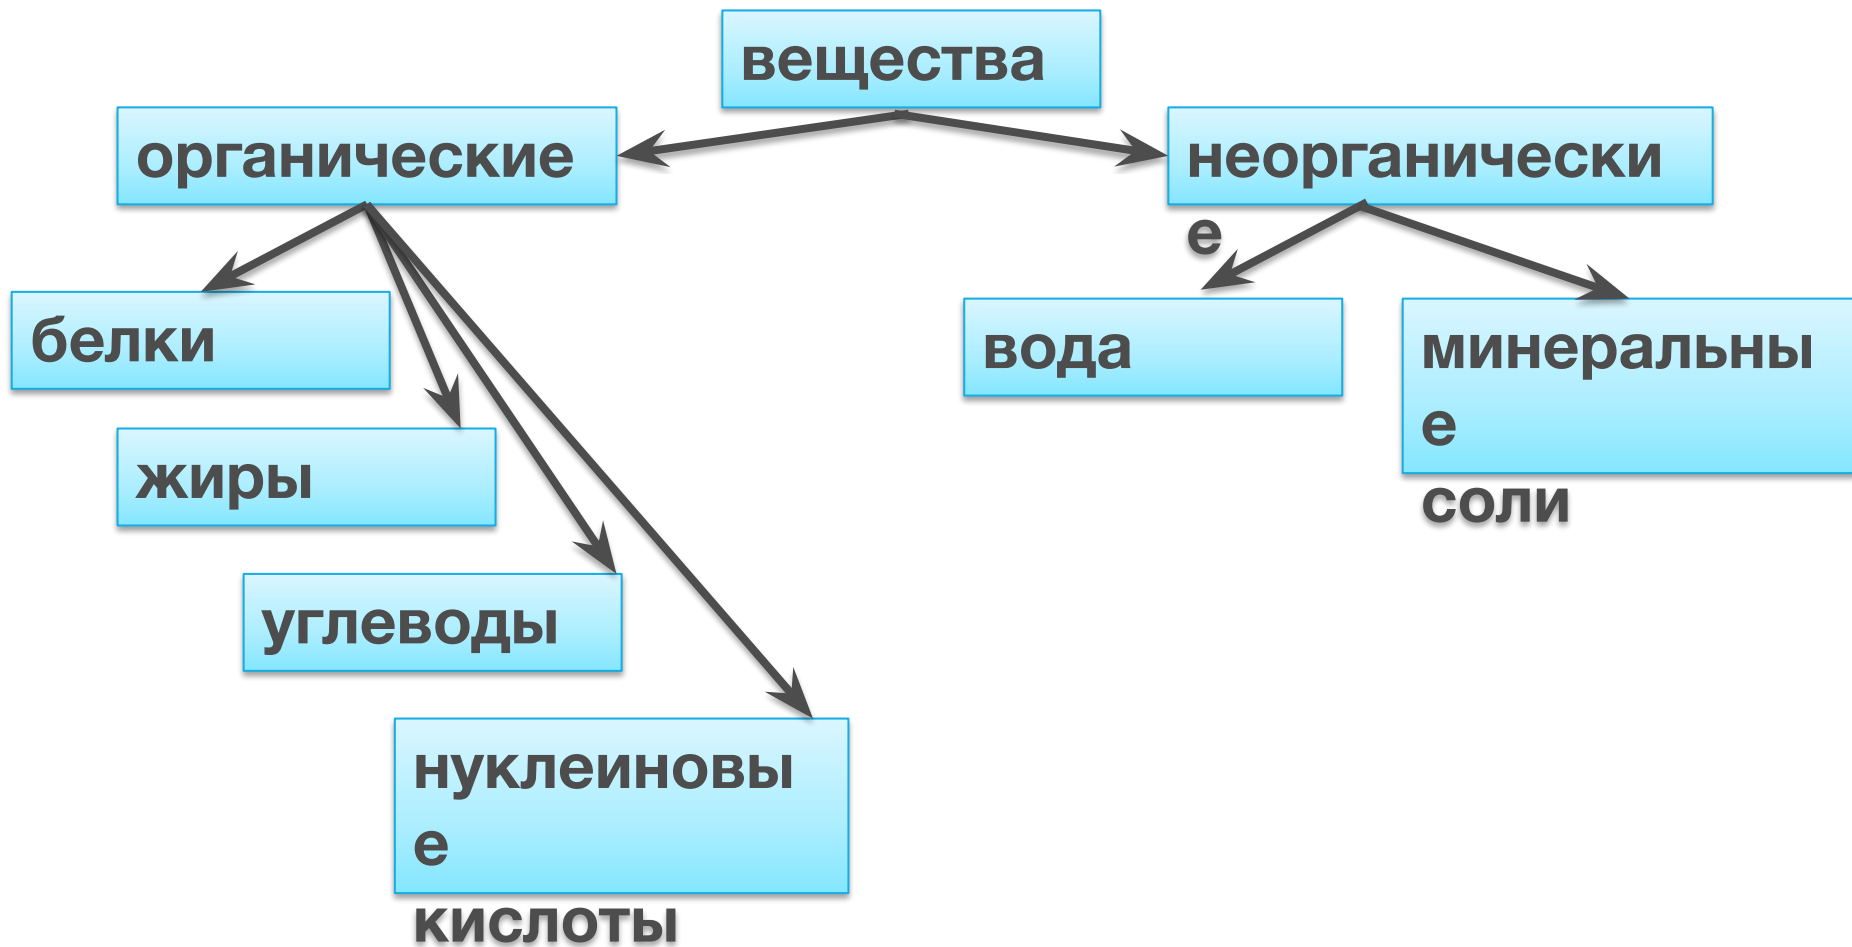 вещества
органические
неорганически
е
белки
вода
минеральны
е
соли
жиры
углеводы
нуклеиновы
е
кислоты